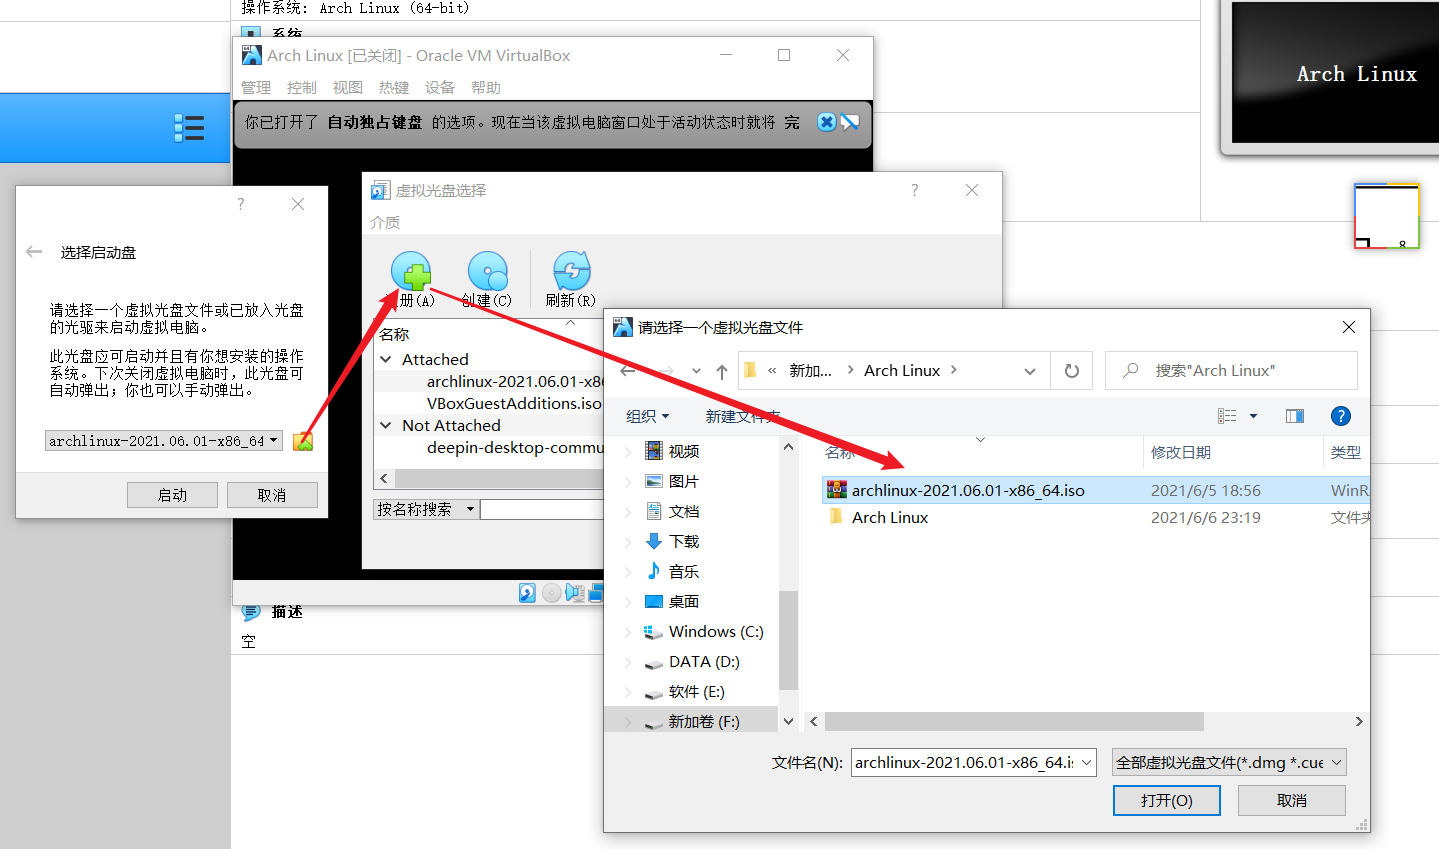 操作系统: Arch Linux (64-bit)
系统
Arch Linux
Arch Linux [已关闭] - Oracle VM VirtualBox
管理 控制 视图 热键 设备 帮助
你已打开了 自动独占键盘 的选项。现在当该虚拟电脑窗口处于活动状态时就将 完
选择启动盘
请选择一个虚拟光盘文件或已放入光盘
的光驱来启动虚拟电脑。
此光盘应可启动并且有你想安装的操作
系统。下次关闭虚拟电脑时，此光盘可
自动弹出；你也可以手动弹出。
archlinux-2021.06.01-x86_64
启动 取消
虚拟光盘选择
介质
册(A) 创建(C) 刷新(R)
名称
Attached
archlinux-2021.06.01-x86
VBoxGuestAdditions.iso
Not Attached
deepin-desktop-commu
按名称搜索
请选择一个虚拟光盘文件
« 新加... › Arch Linux ›
搜索"Arch Linux"
组织 新建文件夹
名称 修改日期 类型
archlinux-2021.06.01-x86_64.iso 2021/6/5 18:56 WinR
Arch Linux 2021/6/6 23:19 文件夹
视频
图片
文档
下载
音乐
桌面
Windows (C:)
DATA (D:)
软件 (E:)
新加卷 (F:)
文件名(N): archlinux-2021.06.01-x86_64.is 全部虚拟光盘文件(*.dmg *.cue
打开(O) 取消
描述
空
8